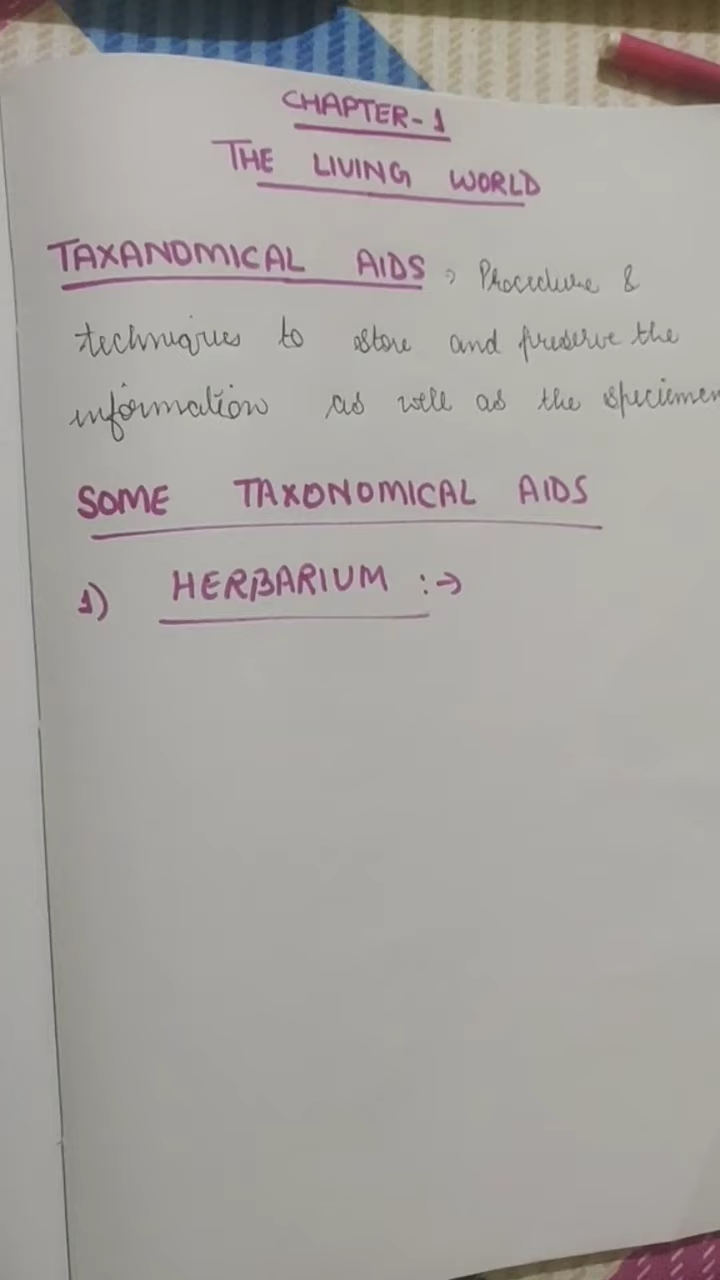 CHAPTER-1
THE LIVING WORLD
TAXANOMICAL AIDS → Procedure &
techniques to store and preserve the
information as well as the speciemen
SOME TAXONOMICAL AIDS
1) HERBARIUM :→